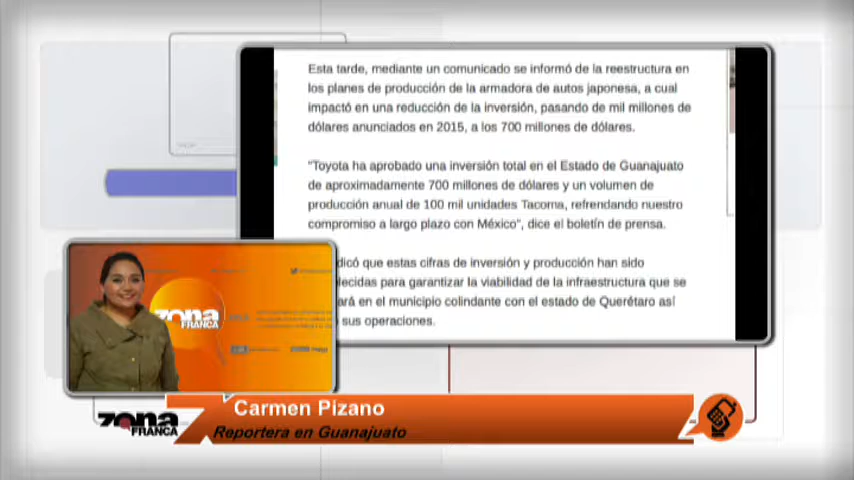 Esta tarde, mediante un comunicado se informó de la reestructura en
los planes de producción de la armadora de autos japonesa, a cual
impactó en una reducción de la inversión, pasando de mil millones de
dólares anunciados en 2015, a los 700 millones de dólares.
"Toyota ha aprobado una inversión total en el Estado de Guanajuato
de aproximadamente 700 millones de dólares y un volumen de
producción anual de 100 mil unidades Tacoma, refrendando nuestro
compromiso a largo plazo con México", dice el boletín de prensa.
dicó que estas cifras de inversión y producción han sido
lecidas para garantizar la viabilidad de la infraestructura que se
ará en el municipio colindante con el estado de Querétaro así
sus operaciones.
zona
FRANCA
Carmen Pizano
zona
FRANCA
Reportera en Guanajuato